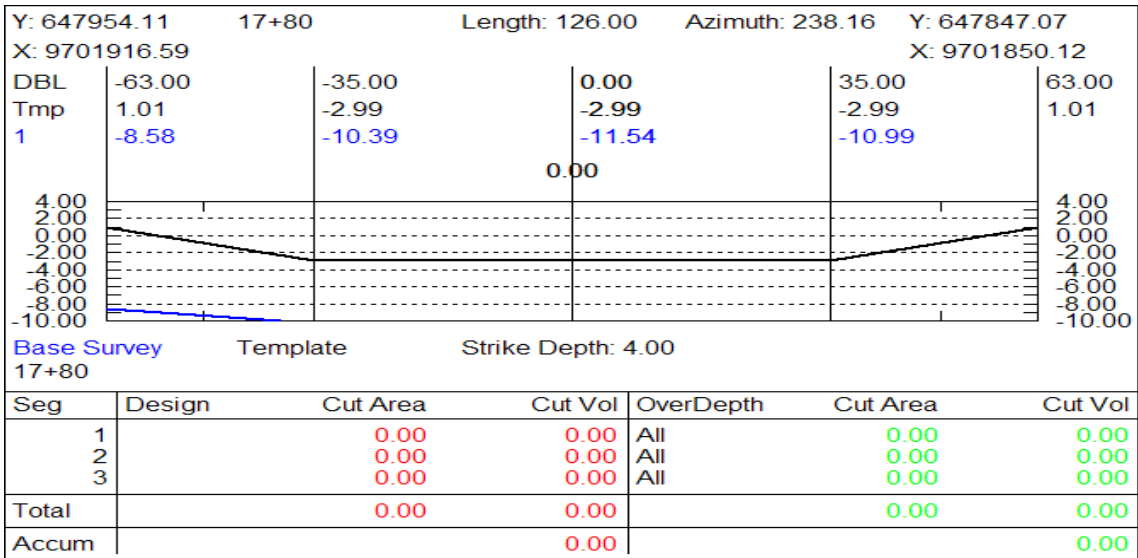 Y: 647954.11 17+80 Length: 126.00 Azimuth: 238.16 Y: 647847.07
X: 9701916.59 X: 9701850.12
DBL -63.00 -35.00 0.00 35.00 63.00
Tmp 1.01 -2.99 -2.99 -2.99 1.01
1 -8.58 -10.39 -11.54 -10.99
0.00
4.00 4.00
2.00 2.00
0.00 0.00
-2.00 -2.00
-4.00 -4.00
-6.00 -6.00
-8.00 -8.00
-10.00 -10.00
Base Survey Template Strike Depth: 4.00
17+80
Seg Design Cut Area Cut Vol OverDepth Cut Area Cut Vol
1 0.00 0.00 All 0.00 0.00
2 0.00 0.00 All 0.00 0.00
3 0.00 0.00 All 0.00 0.00
Total 0.00 0.00 0.00 0.00
Accum 0.00 0.00